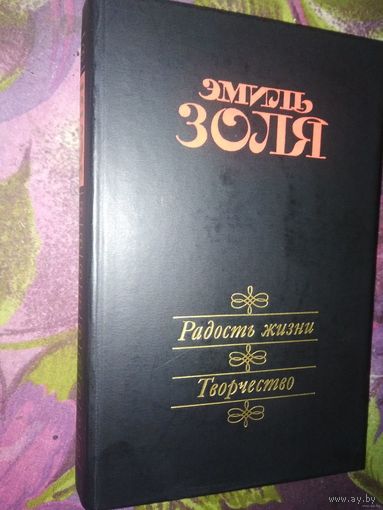 ЭМИЛЬ
ЗОЛЯ
Радость жизни
Творчество
www.ay.by